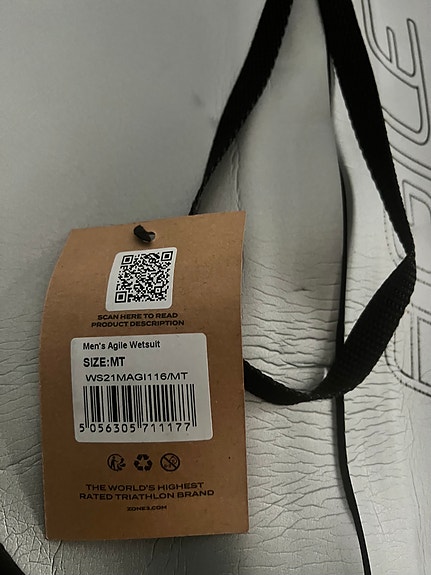 AGILE
SCAN HERE TO READ
PRODUCT DESCRIPTION
Men's Agile Wetsuit
SIZE:MT
WS21MAGI116/MT
5 056305 711177
THE WORLD'S HIGHEST
RATED TRIATHLON BRAND
ZONE3.COM